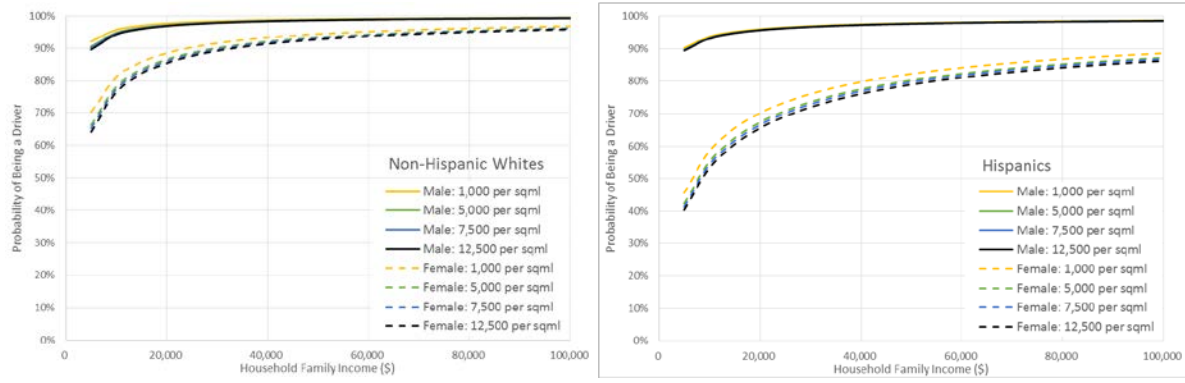 100%
90%
80%
70%
60%
50%
40%
30%
20%
10%
0%
Probability of Being a Driver
Non-Hispanic Whites
Male: 1,000 per sqml
Male: 5,000 per sqml
Male: 7,500 per sqml
Male: 12,500 per sqml
Female: 1,000 per sqml
Female: 5,000 per sqml
Female: 7,500 per sqml
Female: 12,500 per sqml
0 20,000 40,000 60,000 80,000 100,000
Household Family Income ($)
100%
90%
80%
70%
60%
50%
40%
30%
20%
10%
0%
Probability of Being a Driver
Hispanics
Male: 1,000 per sqml
Male: 5,000 per sqml
Male: 7,500 per sqml
Male: 12,500 per sqml
Female: 1,000 per sqml
Female: 5,000 per sqml
Female: 7,500 per sqml
Female: 12,500 per sqml
0 20,000 40,000 60,000 80,000 100,000
Household Family Income ($)